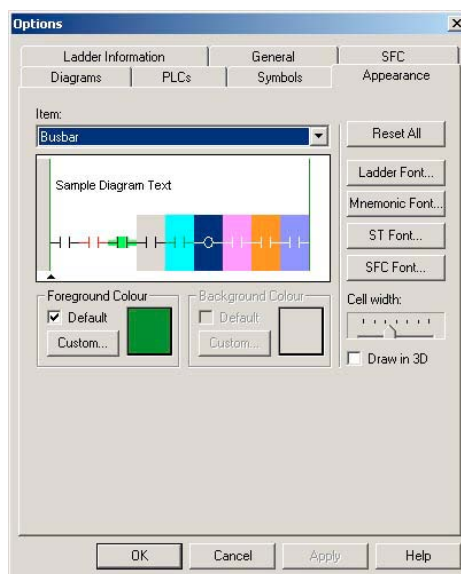 Options
Ladder Information General SFC
Diagrams PLCs Symbols Appearance
Item:
Busbar
Reset All
Sample Diagram Text
Ladder Font...
Mnemonic Font...
ST Font...
SFC Font...
Foreground Colour
Background Colour
Cell width:
Default
Default
Custom...
Custom...
Draw in 3D
OK Cancel Apply Help